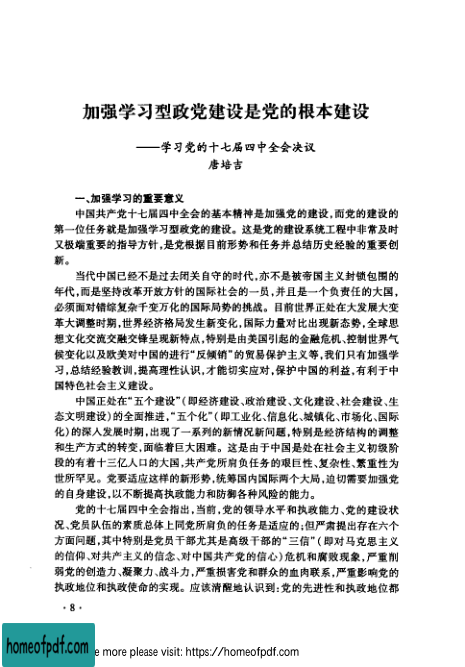 加强学习型政党建设是党的根本建设
——学习党的十七届四中全会决议
唐培吉
一、加强学习的重要意义
中国共产党十七届四中全会的基本精神是加强党的建设,而党的建设的
第一位任务就是加强学习型政党的建设。这是党的建设系统工程中非常及时
又极端重要的指导方针,是党根据目前形势和任务并总结历史经验的重要创
新。
当代中国已经不是过去闭关自守的时代,亦不是被帝国主义封锁包围的
年代,而是坚持改革开放方针的国际社会的一员,并且是一个负责任的大国,
必须面对错综复杂千变万化的国际局势的挑战。目前世界正处在大发展大变
革大调整时期,世界经济格局发生新变化,国际力量对比出现新态势,全球思
想文化交流交融交锋呈现新特点,特别是由美国引起的金融危机、控制世界气
候变化以及欧美对中国的进行“反倾销”的贸易保护主义等,我们只有加强学
习,总结经验教训,提高理性认识,才能切实应对,保护中国的利益,有利于中
国特色社会主义建设。
中国正处在“五个建设”(即经济建设、政治建设、文化建设、社会建设、生
态文明建设)的全面推进,“五个化”(即工业化、信息化、城镇化、市场化、国际
化)的深入发展时期,出现了一系列的新情况新问题,特别是经济结构的调整
和生产方式的转变,面临着巨大困难。这是由于中国是处在社会主义初级阶
段的有着十三亿人口的大国,共产党所肩负任务的艰巨性、复杂性、繁重性为
世所罕见。党要适应这样的新形势,统筹国内国际两个大局,迫切需要加强党
的自身建设,以不断提高执政能力和防御各种风险的能力。
党的十七届四中全会指出,当前,党的领导水平和执政能力、党的建设状
况、党员队伍的素质总体上同党所肩负的任务是适应的;但严肃提出存在六个
方面问题,其中特别是党员干部尤其是高级干部的“三信”(即对马克思主义
的信仰、对共产主义的信念、对中国共产党的信心)危机和腐败现象,严重削
弱党的创造力、凝聚力、战斗力,严重损害党和群众的血肉联系,严重影响党的
执政地位和执政使命的实现。应该清醒地认识到:党的先进性和执政地位都
· 8 ·
homeofpdf.com
e more please visit: https://homeofpdf.com